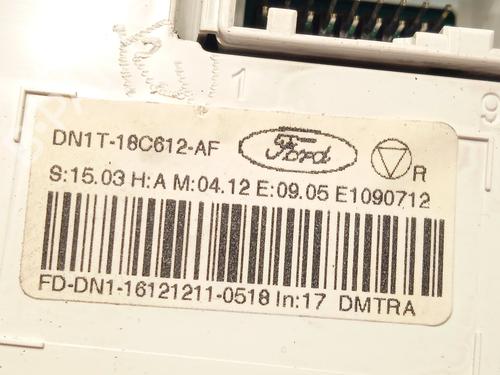 1
DN1T-18C612-AF Ford R
S:15.03 H:A M:04.12 E:09.05 E1090712
FD-DN1-16121211-0518 In:17 DMTRA